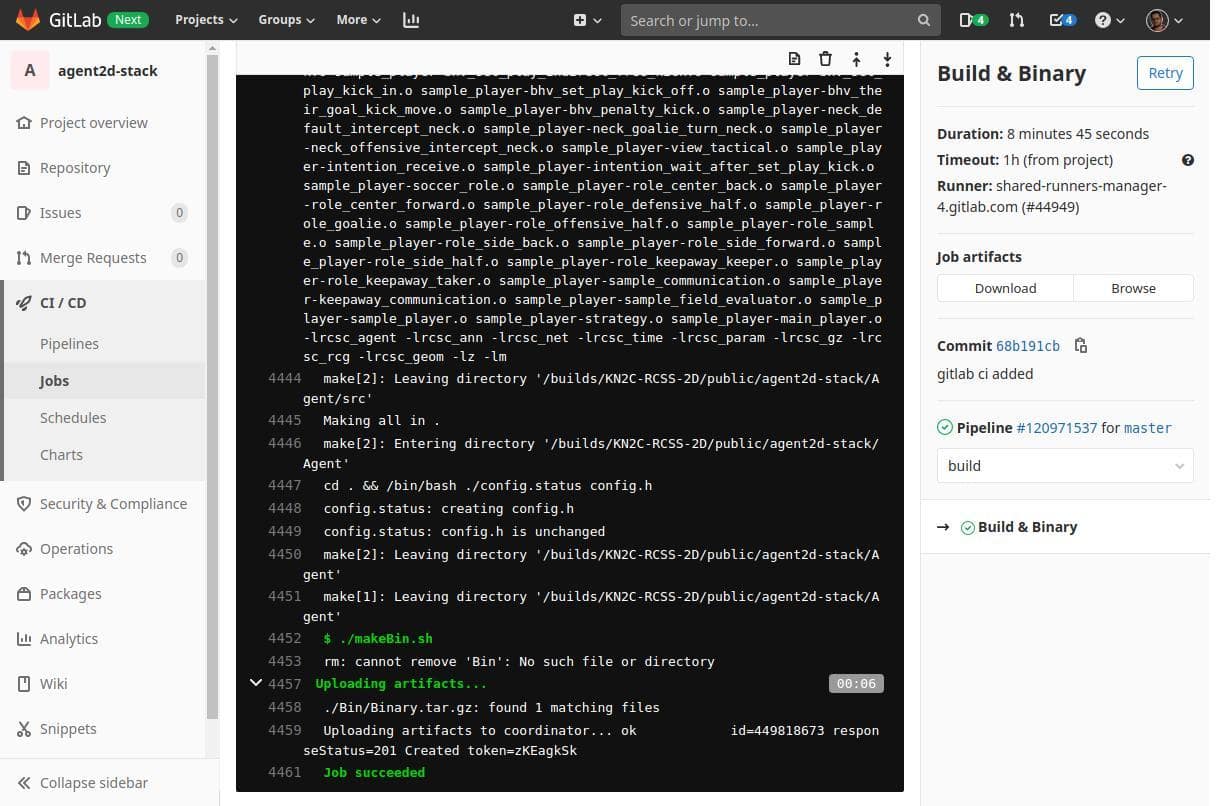 GitLab Next Projects Groups More Search or jump to... 4 4
A agent2d-stack
Project overview
Repository
Issues 0
Merge Requests 0
CI / CD
Pipelines
Jobs
Schedules
Charts
Security & Compliance
Operations
Packages
Analytics
Wiki
Snippets
Collapse sidebar
play_kick_in.o sample_player-bhv_set_play_kick_off.o sample_player-bhv_the
ir_goal_kick_move.o sample_player-bhv_penalty_kick.o sample_player-neck_de
fault_intercept_neck.o sample_player-neck_goalie_turn_neck.o sample_player
-neck_offensive_intercept_neck.o sample_player-view_tactical.o sample_play
er-intention_receive.o sample_player-intention_wait_after_set_play_kick.o
sample_player-soccer_role.o sample_player-role_center_back.o sample_player
-role_center_forward.o sample_player-role_defensive_half.o sample_player-r
ole_goalie.o sample_player-role_offensive_half.o sample_player-role_sampl
e.o sample_player-role_side_back.o sample_player-role_side_forward.o sampl
e_player-role_side_half.o sample_player-role_keepaway_keeper.o sample_play
er-role_keepaway_taker.o sample_player-sample_communication.o sample_playe
r-keepaway_communication.o sample_player-sample_field_evaluator.o sample_p
layer-sample_player.o sample_player-strategy.o sample_player-main_player.o
-lrcsc_agent -lrcsc_ann -lrcsc_net -lrcsc_time -lrcsc_param -lrcsc_gz -lrc
sc_rcg -lrcsc_geom -lz -lm
4444 make[2]: Leaving directory '/builds/KN2C-RCSS-2D/public/agent2d-stack/A
gent/src'
4445 Making all in .
4446 make[2]: Entering directory '/builds/KN2C-RCSS-2D/public/agent2d-stack/
Agent'
4447 cd . && /bin/bash ./config.status config.h
4448 config.status: creating config.h
4449 config.status: config.h is unchanged
4450 make[2]: Leaving directory '/builds/KN2C-RCSS-2D/public/agent2d-stack/A
gent'
4451 make[1]: Leaving directory '/builds/KN2C-RCSS-2D/public/agent2d-stack/A
gent'
4452 $ ./makeBin.sh
4453 rm: cannot remove 'Bin': No such file or directory
4457 Uploading artifacts... 00:06
4458 ./Bin/Binary.tar.gz: found 1 matching files
4459 Uploading artifacts to coordinator... ok id=449818673 respon
seStatus=201 Created token=zKEagkSk
4461 Job succeeded
Build & Binary Retry
Duration: 8 minutes 45 seconds
Timeout: 1h (from project)
Runner: shared-runners-manager-
4.gitlab.com (#44949)
Job artifacts
Download Browse
Commit 68b191cb
gitlab ci added
Pipeline #120971537 for master
build
→ Build & Binary